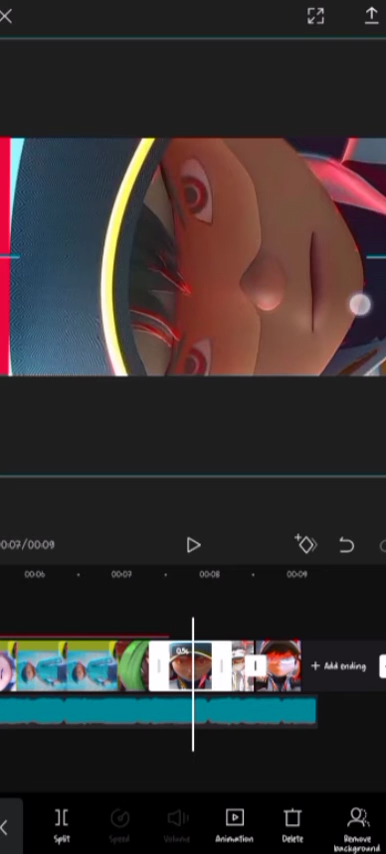 00:07/00:09
00:06
00:07
00:08
00:09
0.5s
+ Add ending
Split
Speed
Volume
Animation
Delete
Remove
background